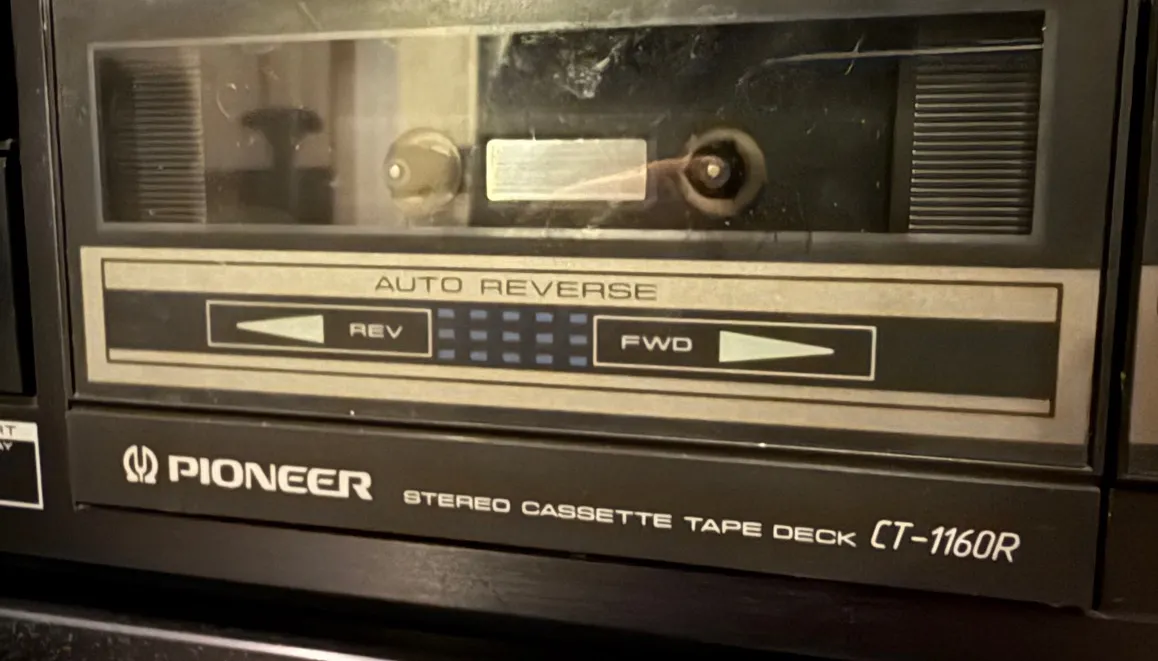 AUTO REVERSE
REV FWD
PIONEER STEREO CASSETTE TAPE DECK CT-1160R